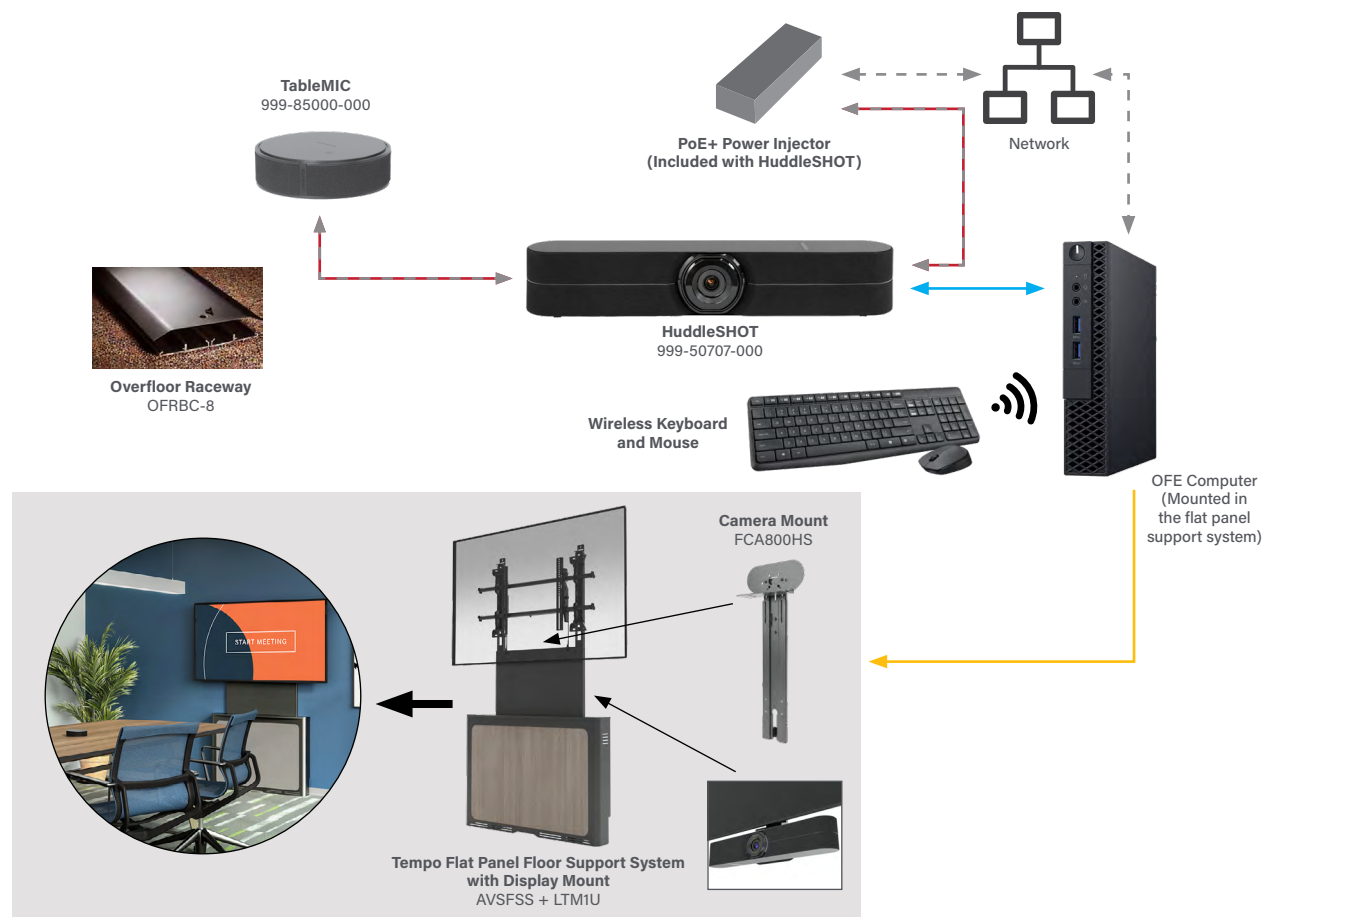 TableMIC
999-85000-000
PoE+ Power Injector
(Included with HuddleSHOT)
Network
HuddleSHOT
999-50707-000
Overfloor Raceway
OFRBC-8
Wireless Keyboard
and Mouse
OFE Computer
(Mounted in
the flat panel
support system)
Camera Mount
FCA800HS
START MEETING
Tempo Flat Panel Floor Support System
with Display Mount
AVSFSS + LTM1U